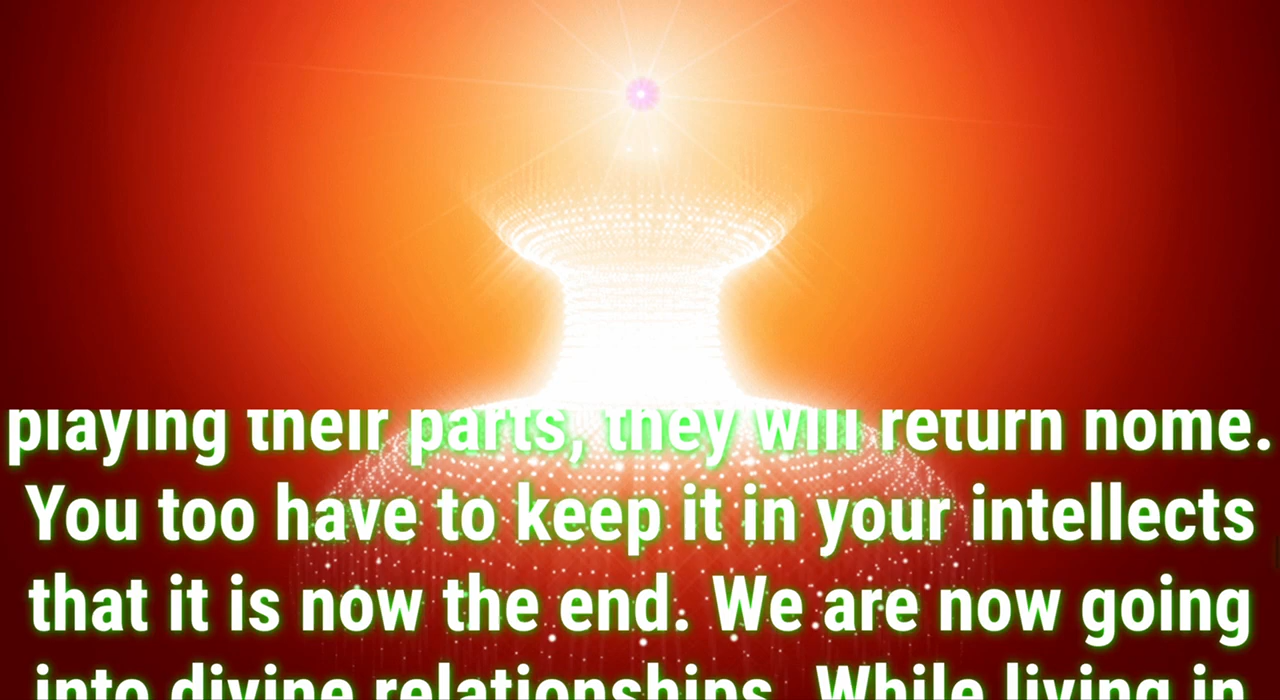 playing their parts, they will return home.
You too have to keep it in your intellects
that it is now the end. We are now going
into divine relationships. While living in